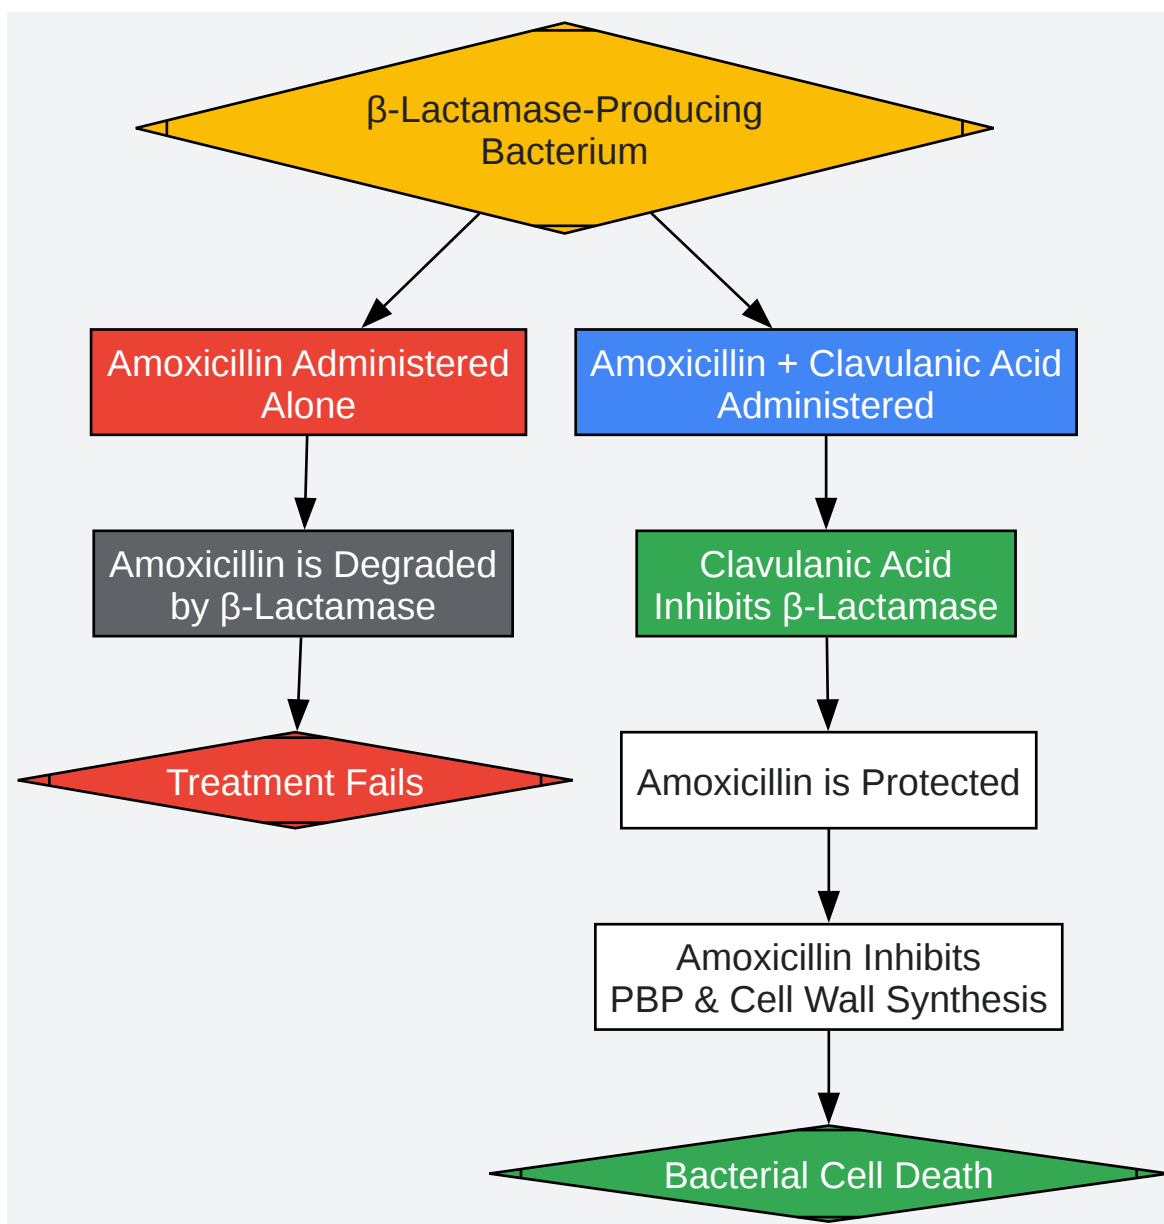 β-Lactamase-Producing
Bacterium
Amoxicillin Administered
Alone
Amoxicillin + Clavulanic Acid
Administered
Amoxicillin is Degraded
by β-Lactamase
Clavulanic Acid
Inhibits β-Lactamase
Treatment Fails
Amoxicillin is Protected
Amoxicillin Inhibits
PBP & Cell Wall Synthesis
Bacterial Cell Death